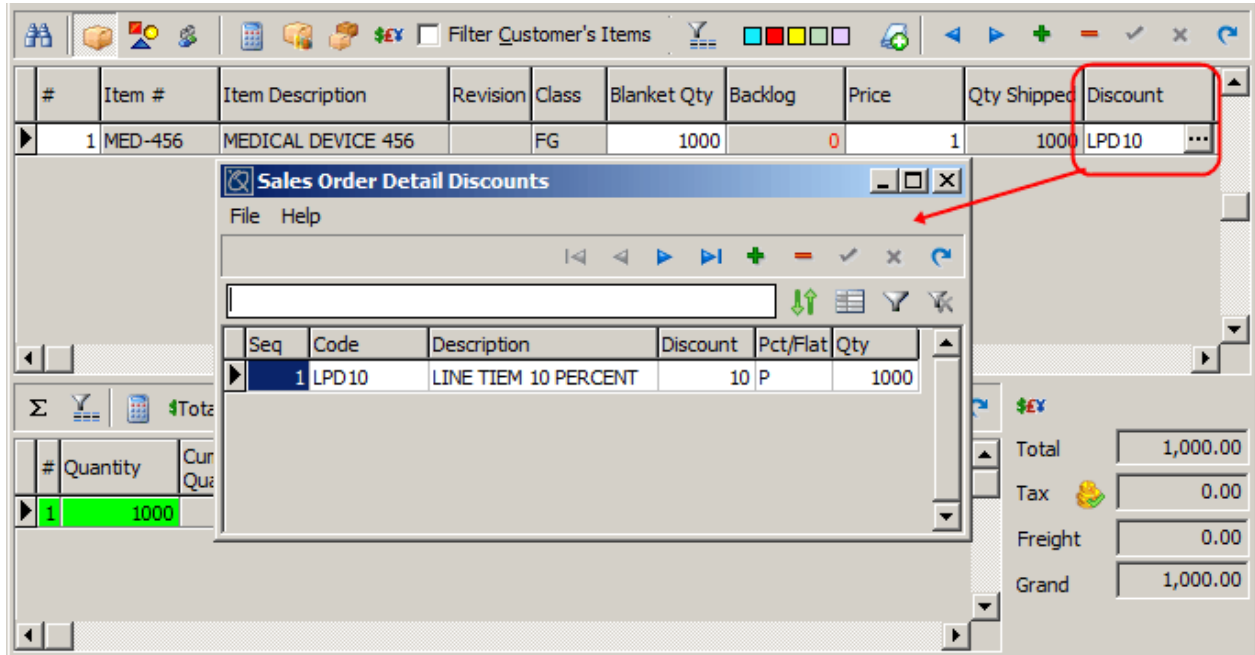 Filter Customer's Items
# Item # Item Description Revision Class Blanket Qty Backlog Price Qty Shipped Discount
1 MED-456 MEDICAL DEVICE 456 FG 1000 0 1 1000 LPD10 ...
Sales Order Detail Discounts
File Help
Seq Code Description Discount Pct/Flat Qty
1 LPD10 LINE TIEM 10 PERCENT 10 P 1000
Σ $Tota
$£¥
# Quantity Cur
Qua
1 1000
Total 1,000.00
Tax 0.00
Freight 0.00
Grand 1,000.00